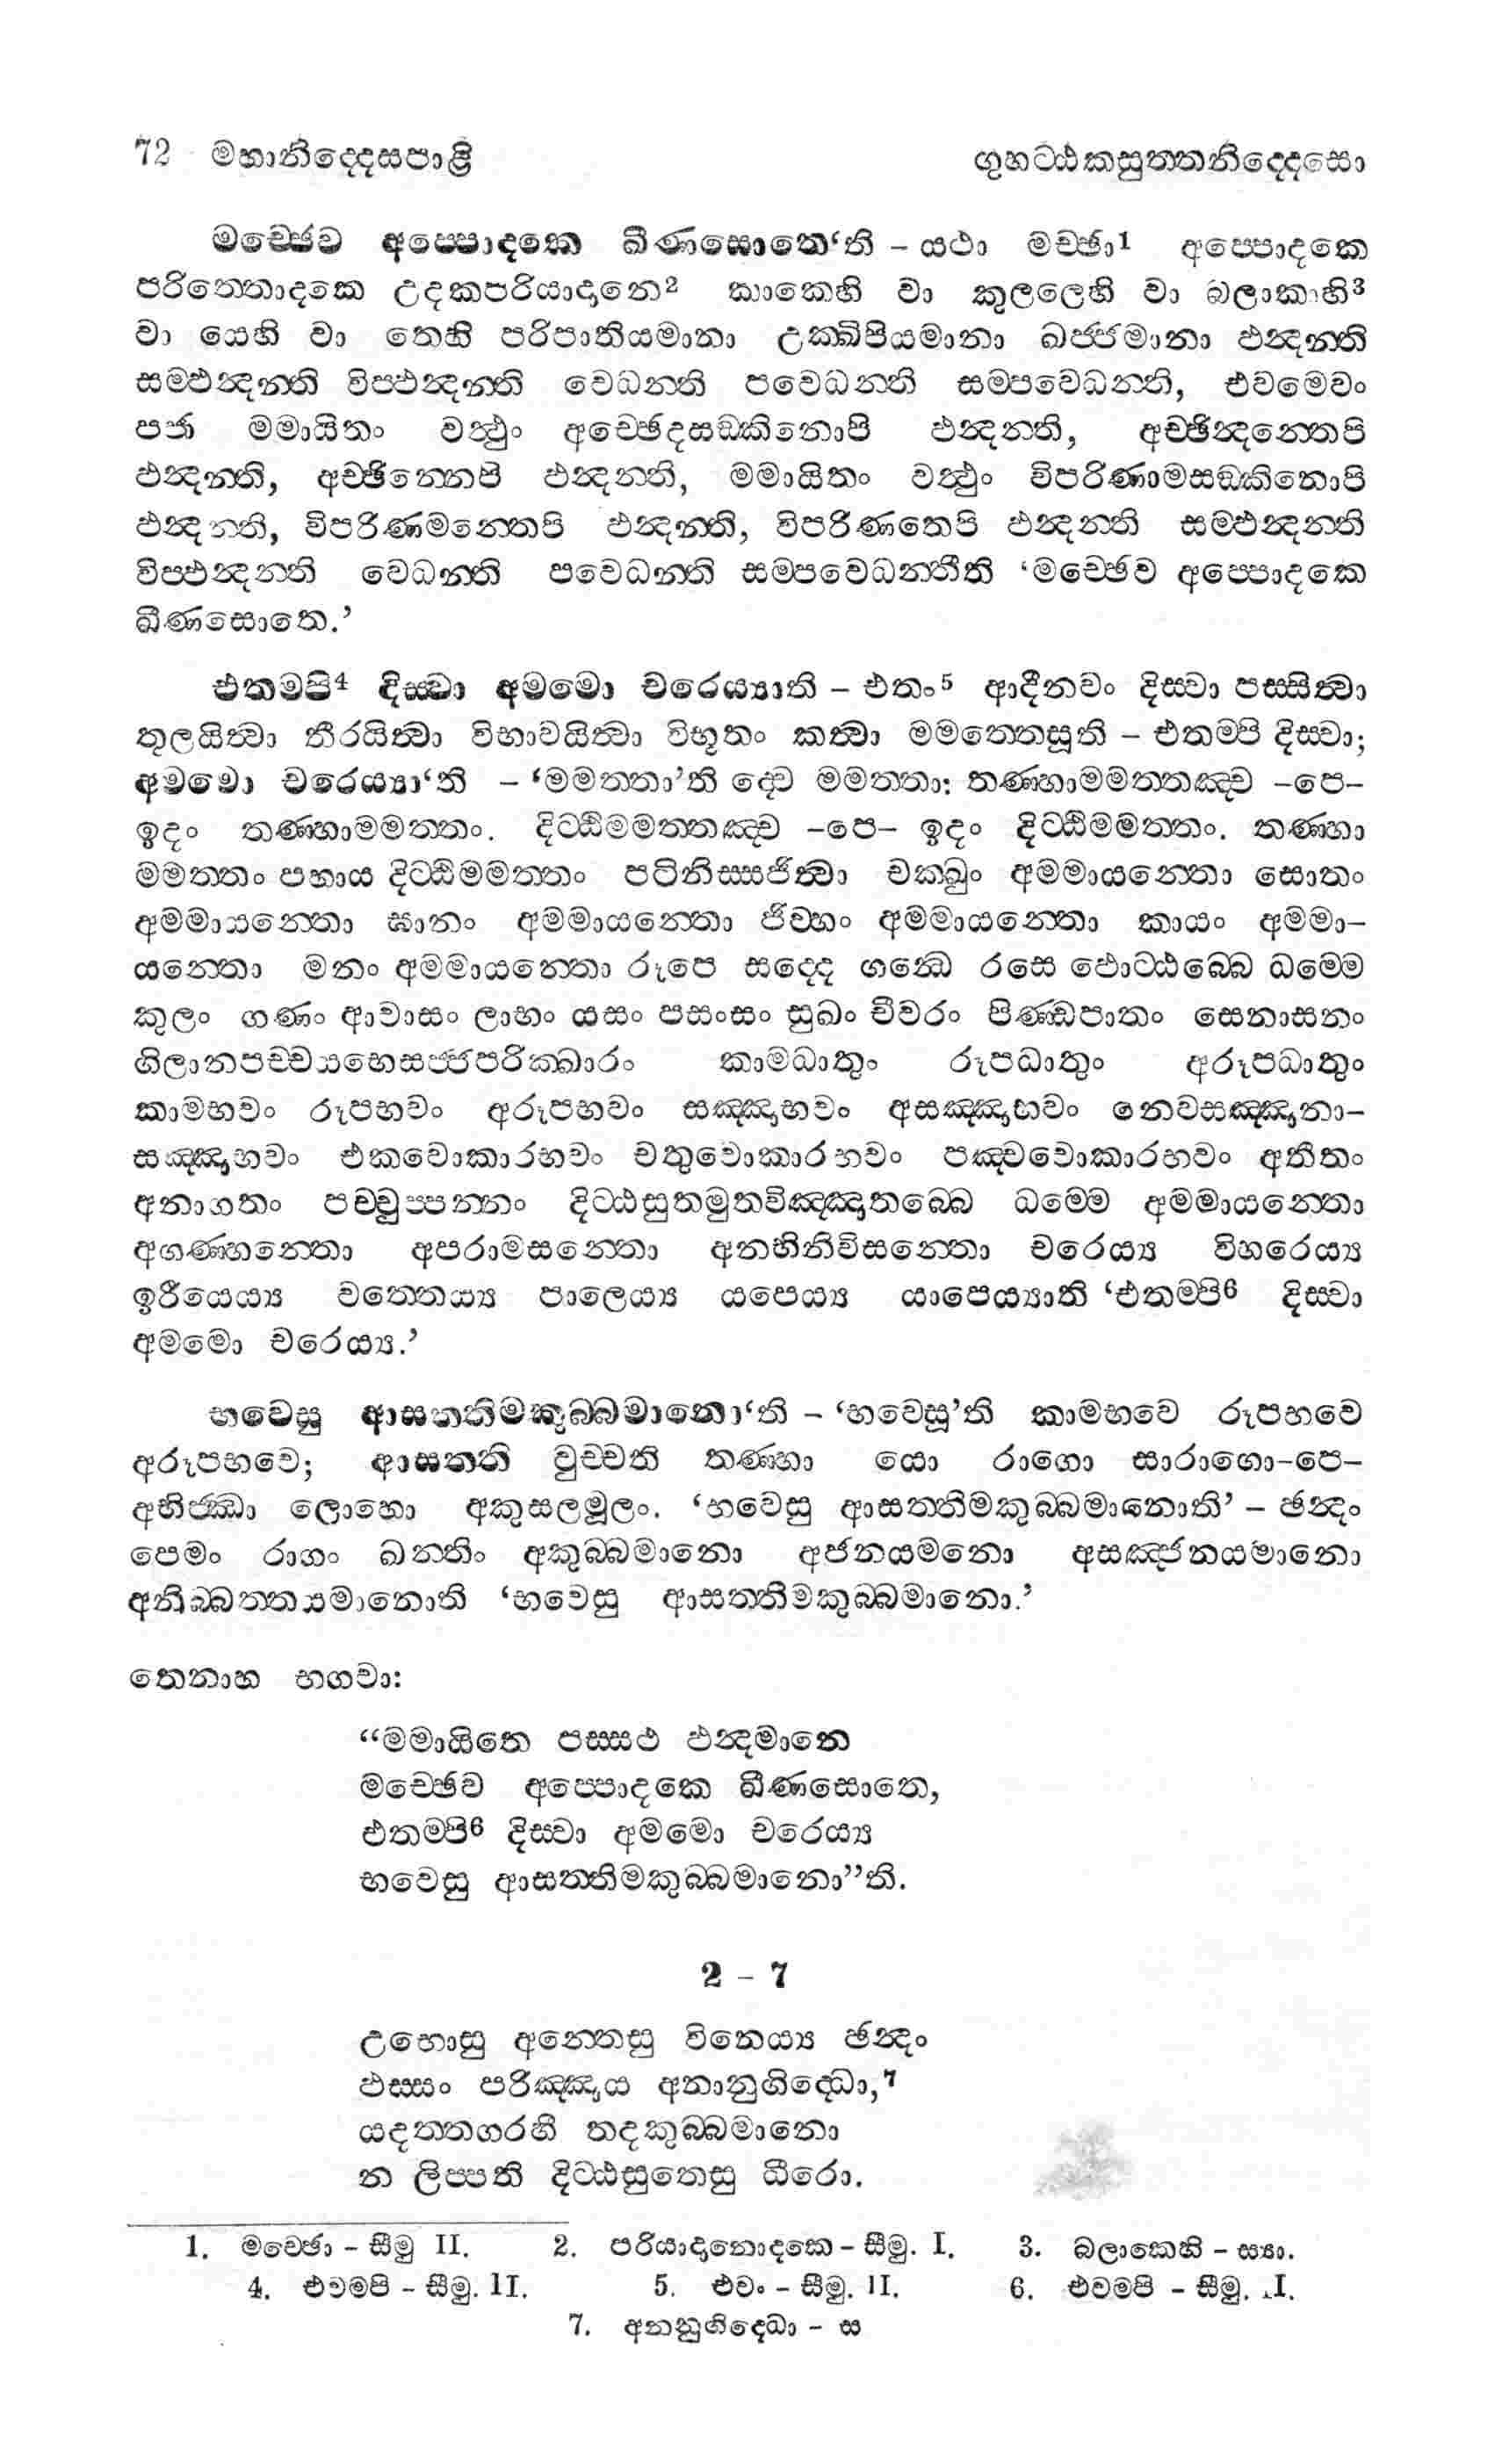 72 මහානිද්දෙසපාළි ගුහට්ඨකසුත්තනිද්දෙසො
මච්ඡෙව අප්පොදකෙ ඛීණසොතෙ‘ති – යථා මච්ඡා1 අප්පොදකෙ
පරිත්තොදකෙ උදකපරියාදානෙ2 කාකෙහි වා කුලලෙහි වා බලාකාහි3
වා යෙහි වා තෙහි පරිපාතියමානා උක්ඛිපියමානා ඛජ්ජමානා ඵන්දන්ති
සම්ඵන්දන්ති විප්ඵන්දන්ති වෙධන්ති පවෙධන්ති සම්පවෙධන්ති, එවමෙවං
පජා මමායිතං වත්ථුං අච්ඡෙදසඞ්කිනොපි ඵන්දන්ති, අච්ඡින්දන්තෙපි
ඵන්දන්ති, අච්ඡින්නෙපි ඵන්දන්ති, මමායිතං වත්ථුං විපරිණාමසඞ්කිනොපි
ඵන්දන්ති, විපරිණමන්තෙපි ඵන්දන්ති, විපරිණතෙපි ඵන්දන්ති සම්ඵන්දන්ති
විප්ඵන්දන්ති වෙධන්ති පවෙධන්ති සම්පවෙධන්තීති ‘මච්ඡෙව අප්පොදකෙ
ඛීණසොතෙ.’
එතම්පි4 දිස්වා අමමො චරෙය්‍යාති – එතං5 ආදීනවං දිස්වා පස්සිත්වා
තූලයිත්වා තීරයිත්වා විභාවයිත්වා විභූතං කත්වා මමත්තෙසූති – එතම්පි දිස්වා;
අමමො චරෙය්‍යා‘ති – ‘මමත්තා’ති ද්වෙ මමත්තා: තණ්හාමමත්තඤ්ච –පෙ–
ඉදං තණ්හාමමත්තං. දිට්ඨිමමත්තඤ්ච –පෙ– ඉදං දිට්ඨිමමත්තං. තණ්හා
මමත්තං පහාය දිට්ඨිමමත්තං පටිනිස්සජිත්වා චක්ඛුං අමමායන්තො සොතං
අමමායන්තො ඝානං අමමායන්තො ජිව්හං අමමායන්තො කායං අමමා–
යන්තො මනං අමමායන්තො රූපෙ සද්දෙ ගන්ධෙ රසෙ ඵොට්ඨබ්බෙ ධම්මෙ
කුලං ගණං ආවාසං ලාභං යසං පසංසං සුඛං චීවරං පිණ්ඩපාතං සෙනාසනං
ගිලානපච්චයභෙසජ්ජපරික්ඛාරං කාමධාතුං රූපධාතුං අරූපධාතුං
කාමභවං රූපභවං අරූපභවං සඤ්ඤාභවං අසඤ්ඤාභවං නෙවසඤ්ඤානා–
සඤ්ඤාභවං එකවොකාරභවං චතුවොකාරභවං පඤ්චවොකාරභවං අතීතං
අනාගතං පච්චුප්පන්නං දිට්ඨසුතමුතවිඤ්ඤාතබ්බෙ ධම්මෙ අමමායන්තො
අගණ්හන්තො අපරාමසන්තො අනභිනිවිසන්තො චරෙය්‍ය විහරෙය්‍ය
ඉරීයෙය්‍ය වත්තෙය්‍ය පාලෙය්‍ය යපෙය්‍ය යාපෙය්‍යාති ‘එතම්පි6 දිස්වා
අමමො චරෙය්‍ය.’
භවෙසු ආසත්තිමකුබ්බමානො‘ති – ‘භවෙසූ’ති කාමභවෙ රූපභවෙ
අරූපභවෙ; ආසත්ති වුච්චති තණ්හා යො රාගො සාරාගො–පෙ–
අභිජ්ඣා ලොභො අකුසලමූලං. ‘භවෙසු ආසත්තිමකුබ්බමානොති’ – ඡන්දං
පෙමං රාගං ඛන්තිං අකුබ්බමානො අජනයමනො අසඤ්ජනයමානො
අනිබ්බත්තයමානොති ‘භවෙසු ආසත්තිමකුබ්බමානො.’
තෙනාහ භගවා:
“මමායිතෙ පස්සථ ඵන්දමානෙ
මච්ඡෙව අප්පොදකෙ ඛීණසොතෙ,
එතම්පි6 දිස්වා අමමො චරෙය්‍ය
භවෙසු ආසත්තිමකුබ්බමානො”ති.
2 – 7
උභොසු අන්තෙසු විනෙය්‍ය ඡන්දං
ඵස්සං පරිඤ්ඤාය අනානුගිද්ධො,7
යදත්තගරහී තදකුබ්බමානො
න ලිප්පති දිට්ඨසුතෙසු ධීරො.
1. මච්ඡො – සීමු II. 2. පරියාදානොදකෙ – සීමු. I. 3. බලාකෙහි – ස්‍යා.
4. එවම්පි – සීමු. II. 5. එවං – සීමු. II. 6. එවම්පි – සීමු. II.
7. අනනුගිද්ධො – ස